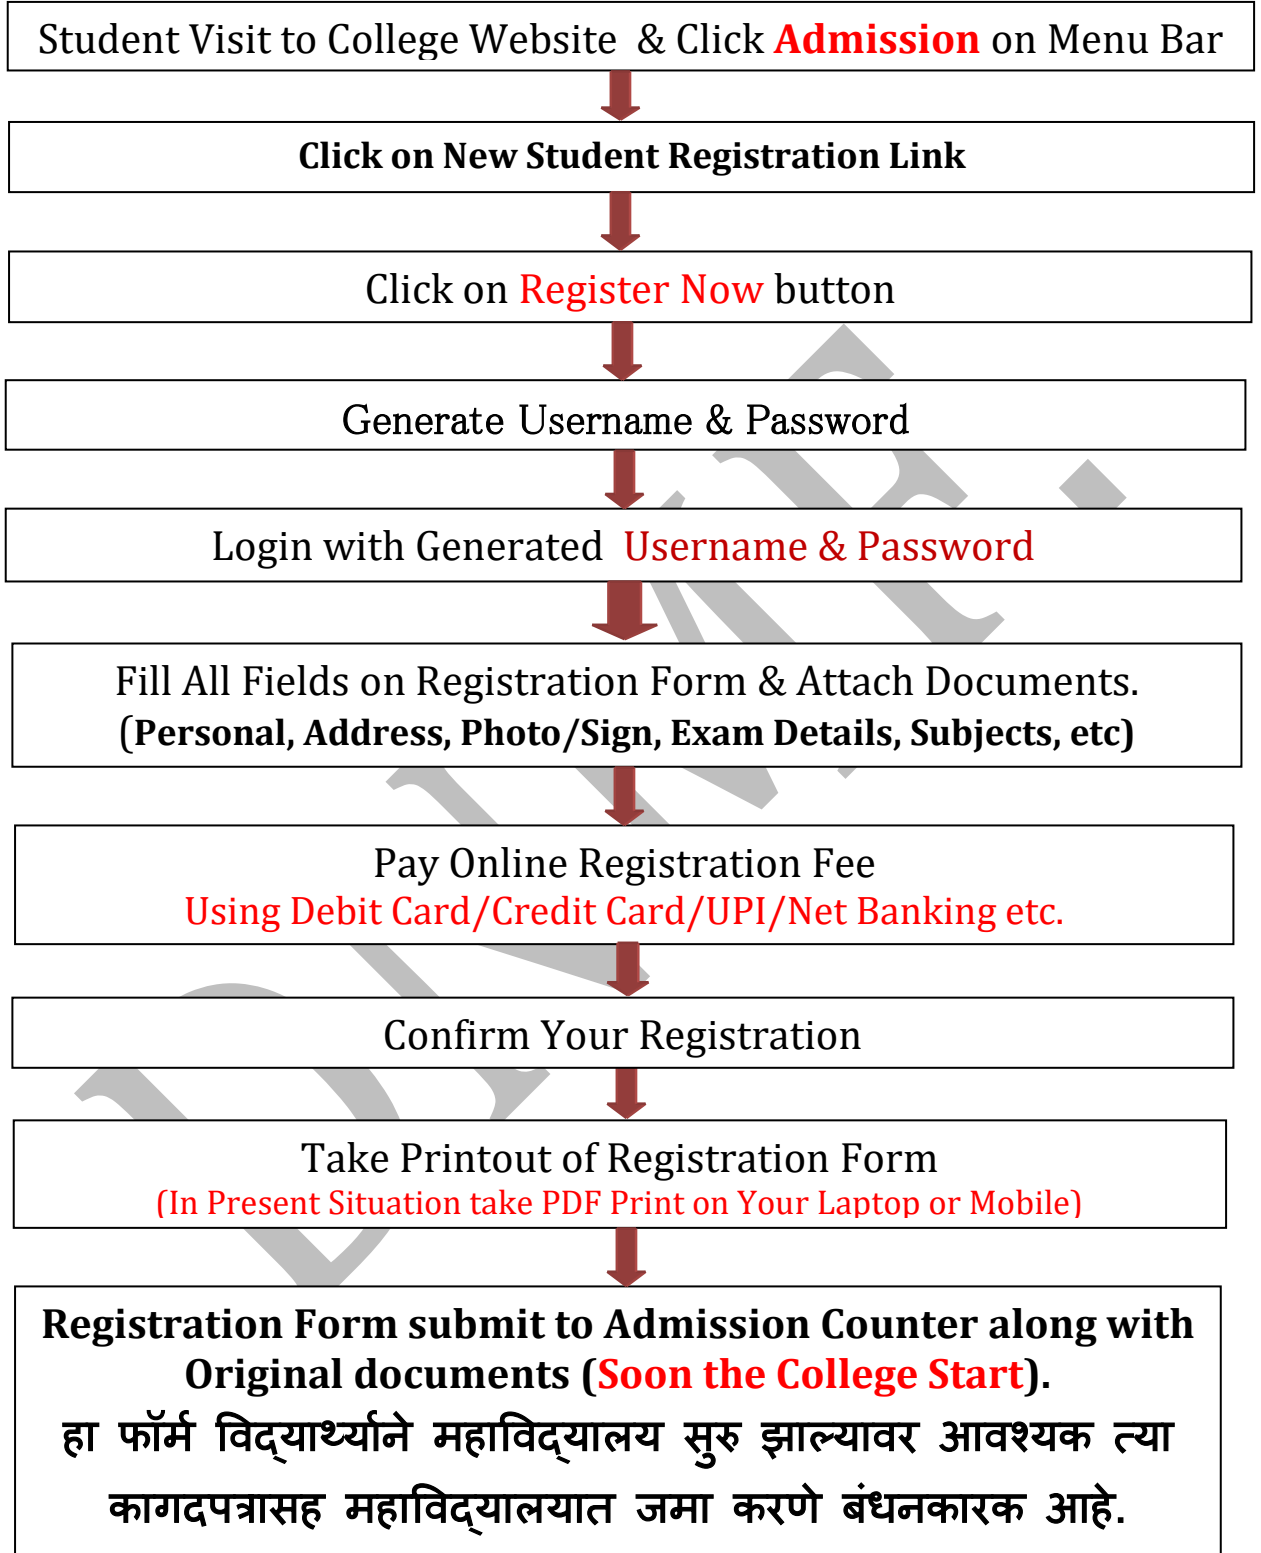 Student Visit to College Website & Click Admission on Menu Bar
Click on New Student Registration Link
Click on Register Now button
Generate Username & Password
Login with Generated Username & Password
Fill All Fields on Registration Form & Attach Documents.
(Personal, Address, Photo/Sign, Exam Details, Subjects, etc)
Pay Online Registration Fee
Using Debit Card/Credit Card/UPI/Net Banking etc.
Confirm Your Registration
Take Printout of Registration Form
(In Present Situation take PDF Print on Your Laptop or Mobile)
Registration Form submit to Admission Counter along with
Original documents (Soon the College Start).
हा फॉर्म विद्यार्थ्याने महाविद्यालय सुरु झाल्यावर आवश्यक त्या
कागदपत्रासह महाविद्यालयात जमा करणे बंधनकारक आहे.